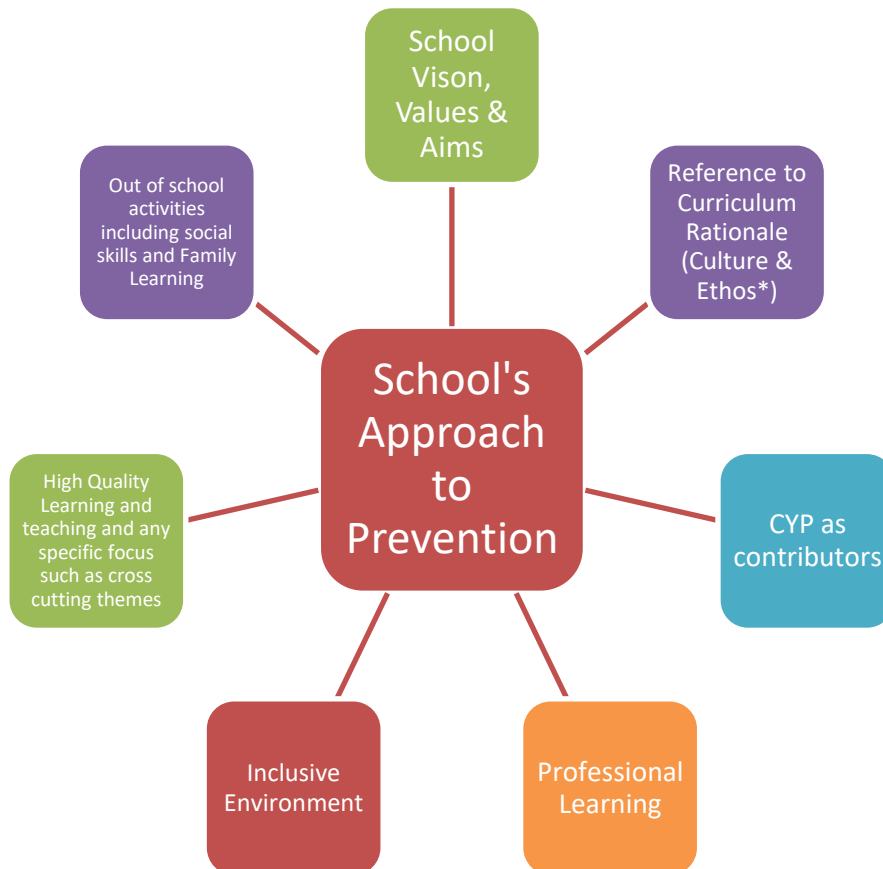 School
Vison,
Values &
Aims
Out of school
activities
including social
skills and Family
Learning
Reference to
Curriculum
Rationale
(Culture &
Ethos*)
School's
Approach
to
Prevention
High Quality
Learning and
teaching and any
specific focus
such as cross
cutting themes
CYP as
contributors
Inclusive
Environment
Professional
Learning